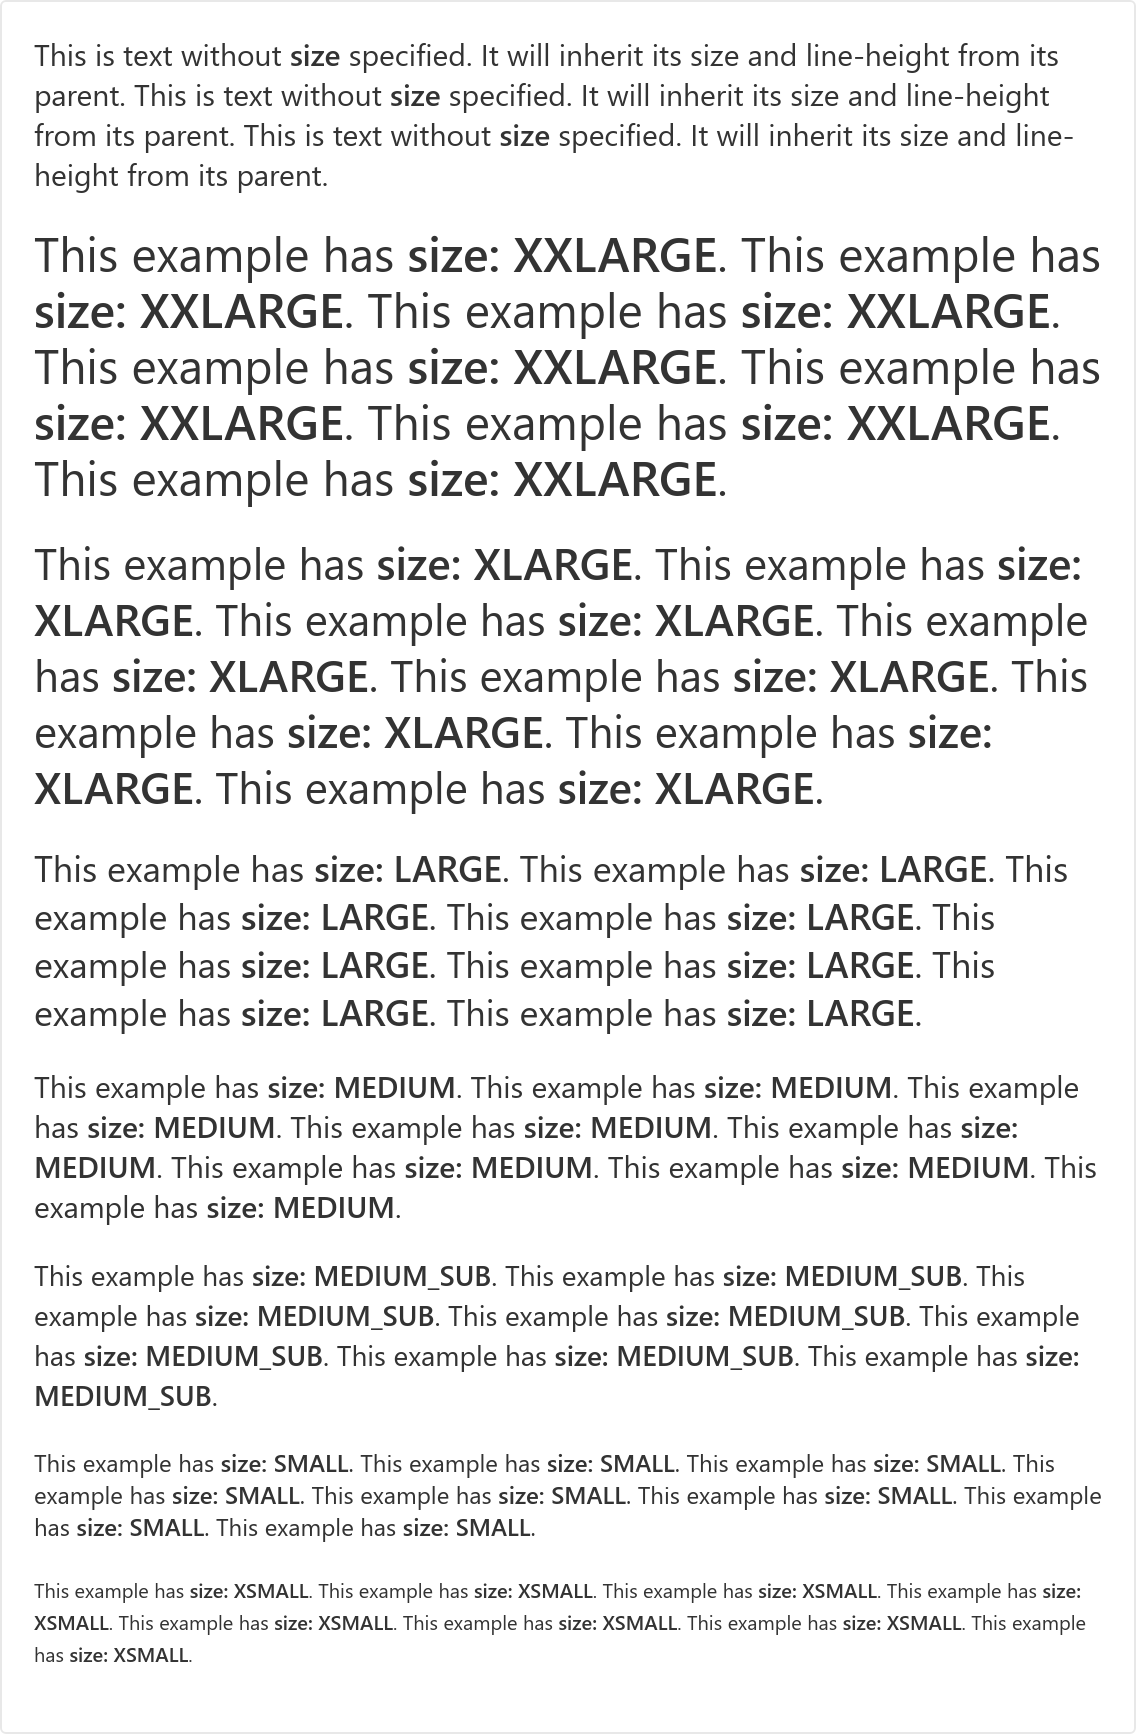 This is text without size specified. It will inherit its size and line-height from its
parent. This is text without size specified. It will inherit its size and line-height
from its parent. This is text without size specified. It will inherit its size and line-
height from its parent.
This example has size: XXLARGE. This example has
size: XXLARGE. This example has size: XXLARGE.
This example has size: XXLARGE. This example has
size: XXLARGE. This example has size: XXLARGE.
This example has size: XXLARGE.
This example has size: XLARGE. This example has size:
XLARGE. This example has size: XLARGE. This example
has size: XLARGE. This example has size: XLARGE. This
example has size: XLARGE. This example has size:
XLARGE. This example has size: XLARGE.
This example has size: LARGE. This example has size: LARGE. This
example has size: LARGE. This example has size: LARGE. This
example has size: LARGE. This example has size: LARGE. This
example has size: LARGE. This example has size: LARGE.
This example has size: MEDIUM. This example has size: MEDIUM. This example
has size: MEDIUM. This example has size: MEDIUM. This example has size:
MEDIUM. This example has size: MEDIUM. This example has size: MEDIUM. This
example has size: MEDIUM.
This example has size: MEDIUM_SUB. This example has size: MEDIUM_SUB. This
example has size: MEDIUM_SUB. This example has size: MEDIUM_SUB. This example
has size: MEDIUM_SUB. This example has size: MEDIUM_SUB. This example has size:
MEDIUM_SUB.
This example has size: SMALL. This example has size: SMALL. This example has size: SMALL. This
example has size: SMALL. This example has size: SMALL. This example has size: SMALL. This example
has size: SMALL. This example has size: SMALL.
This example has size: XSMALL. This example has size: XSMALL. This example has size: XSMALL. This example has size:
XSMALL. This example has size: XSMALL. This example has size: XSMALL. This example has size: XSMALL. This example
has size: XSMALL.